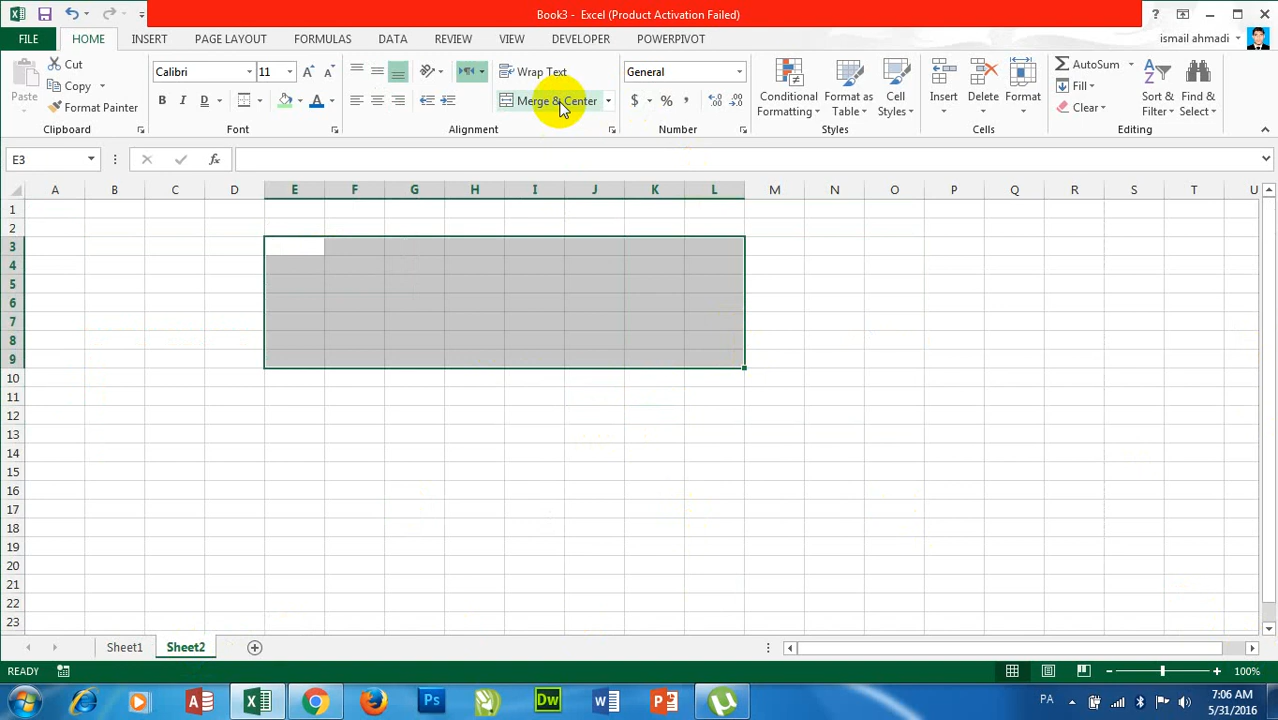 Book3 - Excel (Product Activation Failed)
?
FILE HOME INSERT PAGE LAYOUT FORMULAS DATA REVIEW VIEW DEVELOPER POWERPIVOT ismail ahmadi
Paste
Cut
Copy
Format Painter
Clipboard
Calibri 11
B I D A
Font
Wrap Text
Merge & Center
Alignment
General
$ % ,
Number
Conditional Formatting
Format as Table
Cell Styles
Styles
Insert
Delete
Format
Cells
AutoSum
Fill
Clear
Sort & Filter
Find & Select
Editing
E3 fx
A B C D E F G H I J K L M N O P Q R S T U
1
2
3
4
5
6
7
8
9
10
11
12
13
14
15
16
17
18
19
20
21
22
23
Sheet1 Sheet2
READY 100%
PA 7:06 AM
5/31/2016